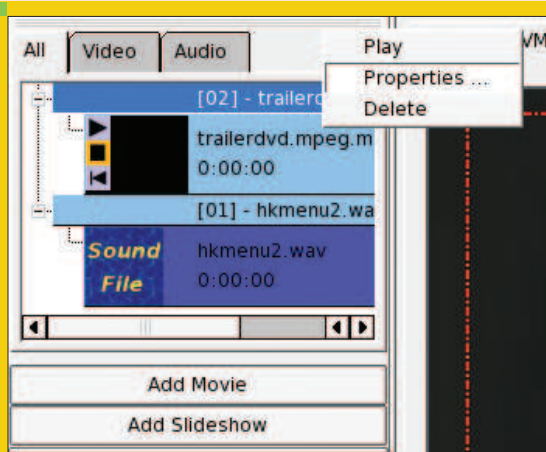 All Video Audio
Play
VM
Properties ...
Delete
[02] - trailerd
trailerdvd.mpeg.m
0:00:00
[01] - hkmenu2.wa
Sound
File
hkmenu2.wav
0:00:00
Add Movie
Add Slideshow